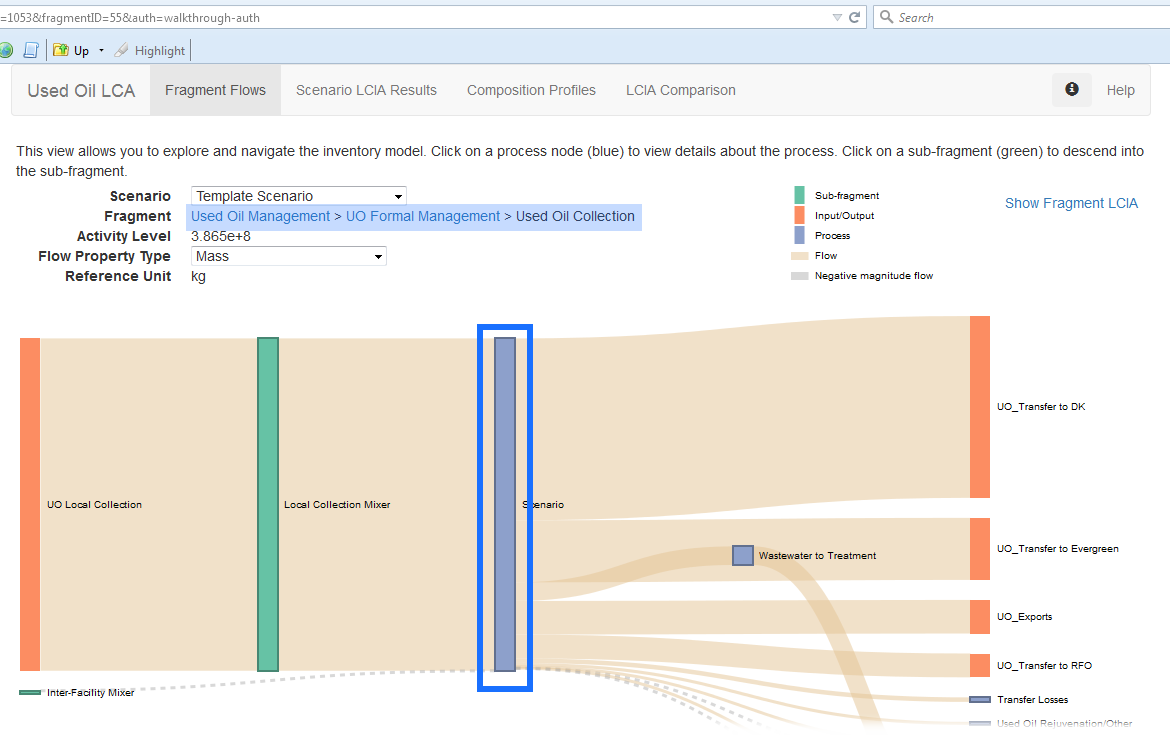 =1053&fragmentID=55&auth=walkthrough-auth
Search
Up
Highlight
Used Oil LCA
Fragment Flows
Scenario LCIA Results
Composition Profiles
LCIA Comparison
Help
This view allows you to explore and navigate the inventory model. Click on a process node (blue) to view details about the process. Click on a sub-fragment (green) to descend into
the sub-fragment.
Scenario Template Scenario
Fragment Used Oil Management > UO Formal Management > Used Oil Collection
Activity Level 3.865e+8
Flow Property Type Mass
Reference Unit kg
Sub-fragment
Input/Output
Process
Flow
Negative magnitude flow
Show Fragment LCIA
UO_Transfer to DK
UO Local Collection
Local Collection Mixer
Scenario
UO_Transfer to Evergreen
Wastewater to Treatment
UO_Exports
UO_Transfer to RFO
Inter-Facility Mixer
Transfer Losses
Used Oil Rejuvenation/Other